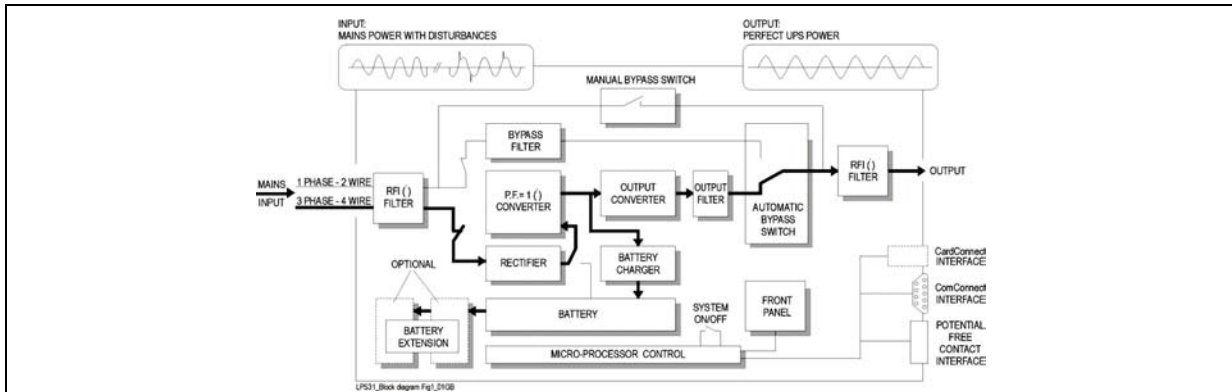 INPUT:
MAINS POWER WITH DISTURBANCES
OUTPUT:
PERFECT UPS POWER
MANUAL BYPASS SWITCH
BYPASS
FILTER
MAINS
INPUT
1 PHASE - 2 WIRE
3 PHASE - 4 WIRE
RFI ( )
FILTER
P.F.= 1 ( )
CONVERTER
OUTPUT
CONVERTER
OUTPUT
FILTER
AUTOMATIC
BYPASS
SWITCH
RFI ( )
FILTER
OUTPUT
RECTIFIER
BATTERY
CHARGER
OPTIONAL
BATTERY
EXTENSION
BATTERY
SYSTEM
ON/OFF
FRONT
PANEL
MICRO-PROCESSOR CONTROL
CardConnect
INTERFACE
ComConnect
INTERFACE
POTENTIAL
FREE
CONTACT
INTERFACE
LP531_Block diagram Fig1_01GB